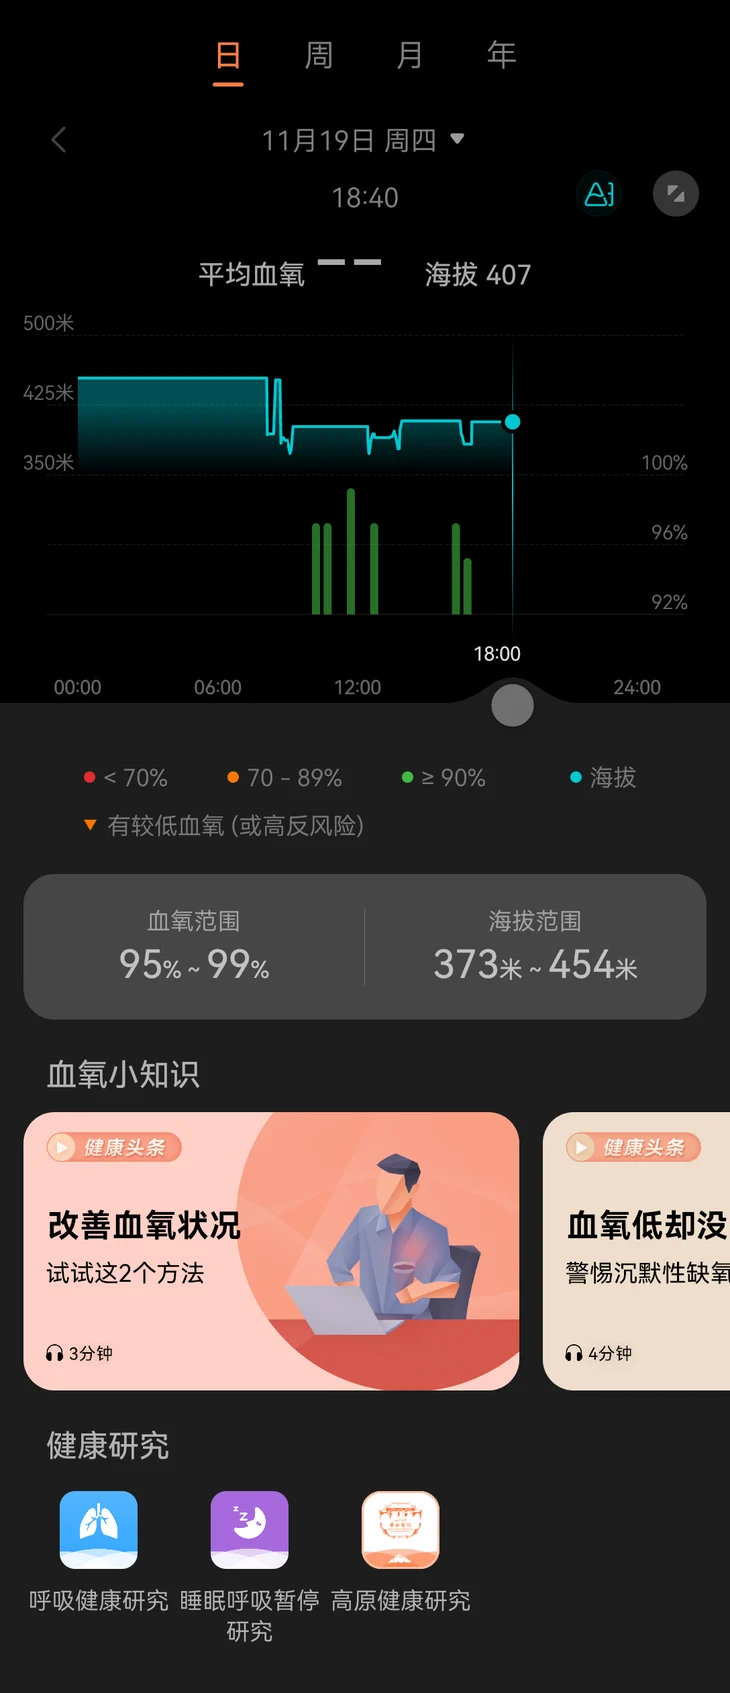 日 周 月 年
11月19日 周四
18:40
平均血氧 -- 海拔 407
500米
425米
350米
100%
96%
92%
18:00
00:00 06:00 12:00 24:00
< 70% 70 - 89% ≥ 90% 海拔
有较低血氧 (或高反风险)
血氧范围 海拔范围
95% ~ 99% 373米 ~ 454米
血氧小知识
健康头条
改善血氧状况
试试这2个方法
3分钟
健康头条
血氧低却没
警惕沉默性缺氧
4分钟
健康研究
呼吸健康研究 睡眠呼吸暂停 高原健康研究
研究